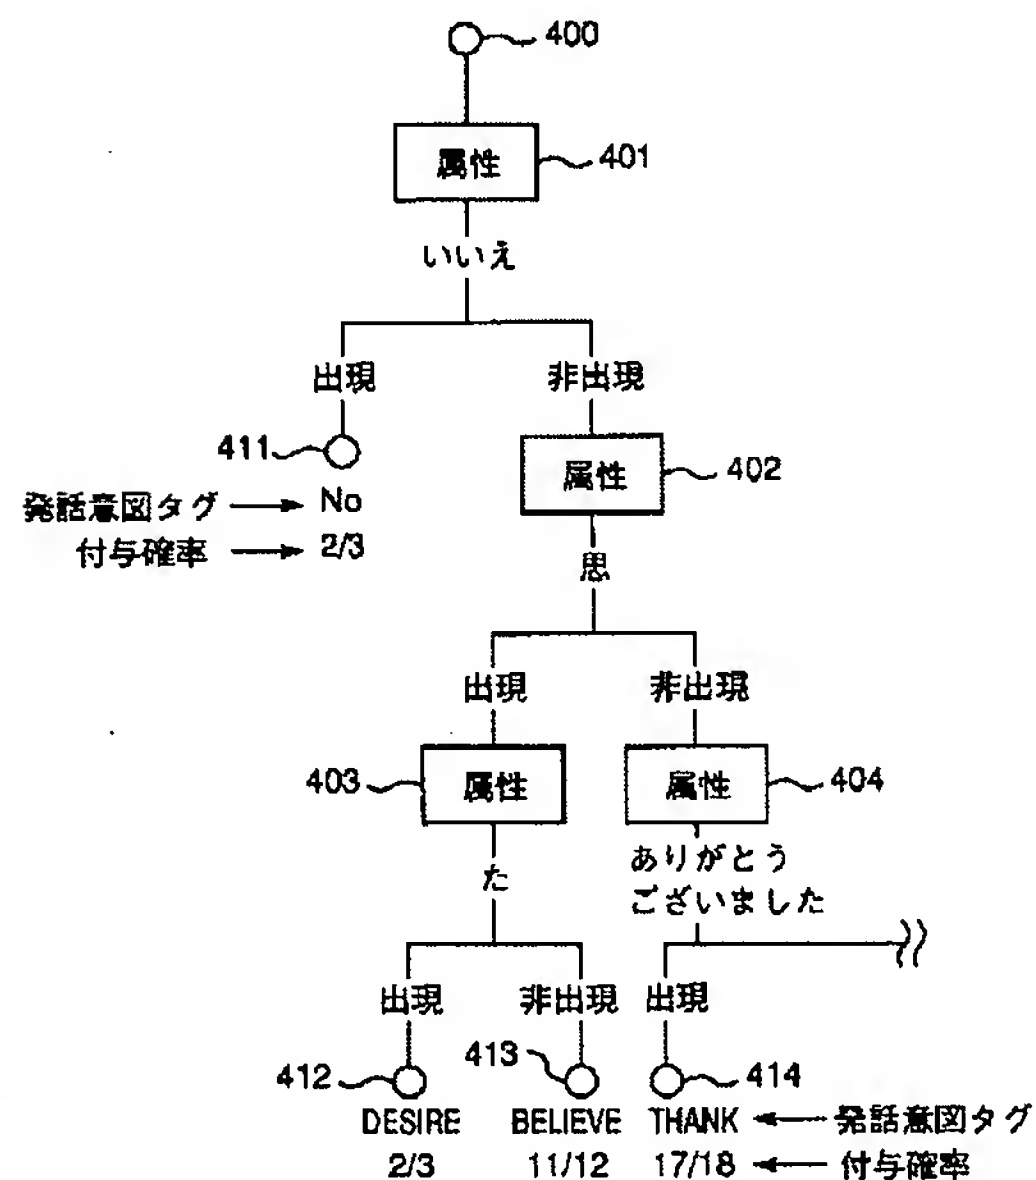 400
属性 401
いいえ
出現 非出現
411
属性 402
発話意図タグ No
付与確率 2/3
思
出現 非出現
403 属性 属性 404
た
ありがとう
ございました
出現 非出現 出現
412 413 414
DESIRE BELIEVE THANK 発話意図タグ
2/3 11/12 17/18 付与確率